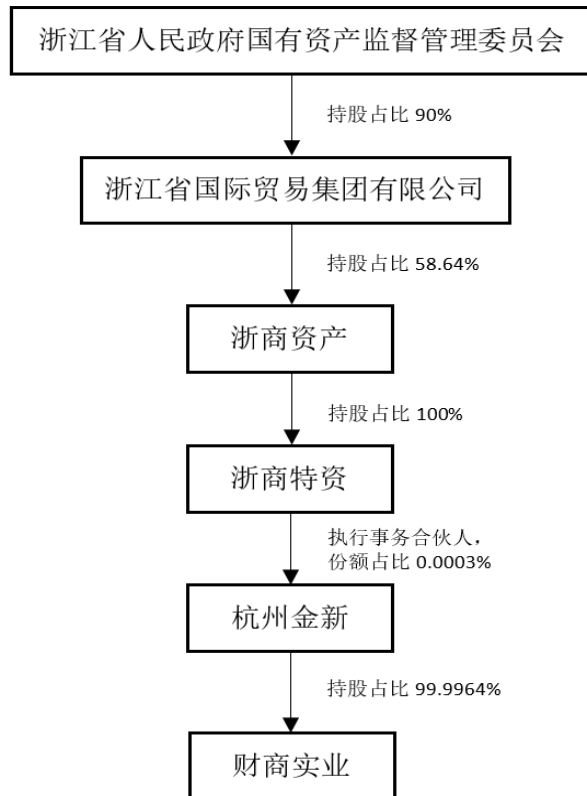 浙江省人民政府国有资产监督管理委员会
持股占比 90%
浙江省国际贸易集团有限公司
持股占比 58.64%
浙商资产
持股占比 100%
浙商特资
执行事务合伙人，
份额占比 0.0003%
杭州金新
持股占比 99.9964%
财商实业